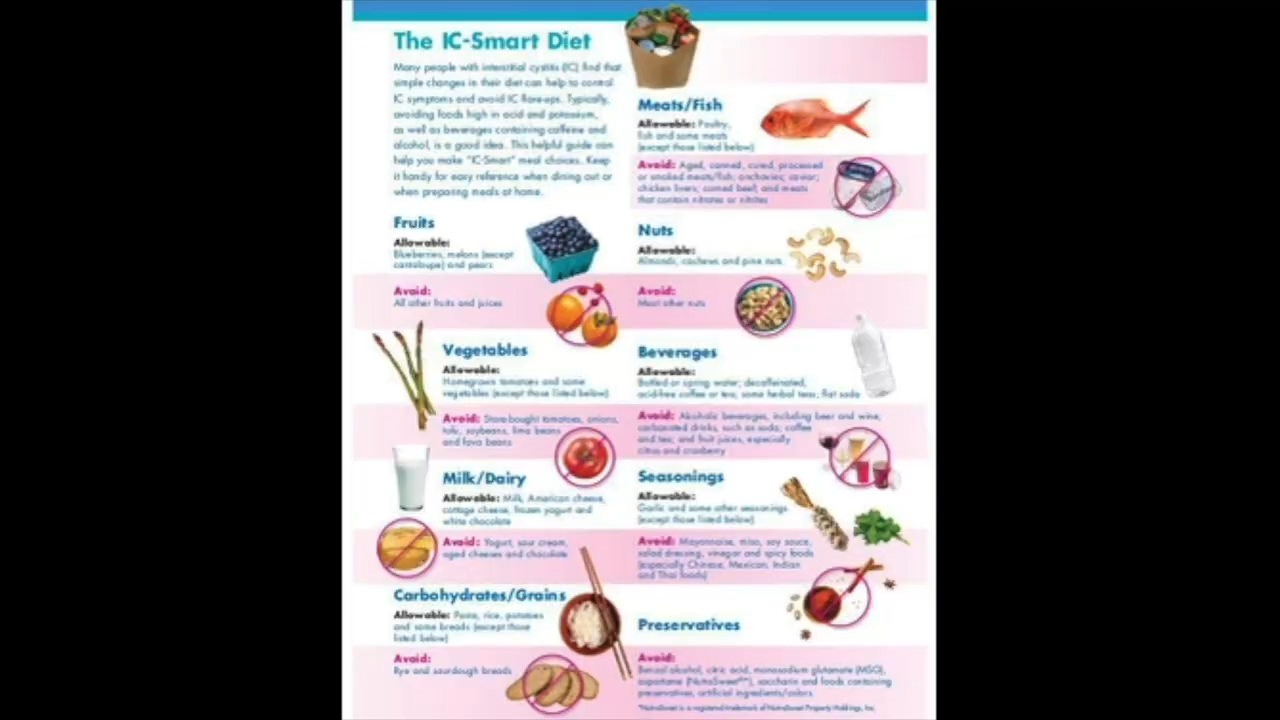 The IC-Smart Diet
Many people with interstitial cystitis (IC) find that
simple changes in their diet can help to control
IC symptoms and avoid IC flare-ups. Typically,
avoiding foods high in acid and potassium,
as well as beverages containing caffeine and
alcohol, is a good idea. This helpful guide can
help you make "IC-Smart" meal choices. Keep
it handy for easy reference when dining out or
when preparing meals at home.
Fruits
Allowable:
Blueberries, melons (except
cantaloupe) and pears
Avoid:
All other fruits and juices
Vegetables
Allowable:
Homegrown tomatoes and some
vegetables (except those listed below)
Avoid: Store-bought tomatoes, onions,
tofu, soybeans, lima beans
and fava beans
Milk/Dairy
Allowable: Milk, American cheese,
cottage cheese, frozen yogurt and
white chocolate
Avoid: Yogurt, sour cream,
aged cheeses and chocolate
Carbohydrates/Grains
Allowable: Pasta, rice, potatoes
and some breads (except those
listed below)
Avoid:
Rye and sourdough breads
Meats/Fish
Allowable: Poultry,
fish and some meats
(except those listed below)
Avoid: Aged, canned, cured, processed
or smoked meats/fish; anchovies; caviar;
chicken livers; corned beef; and meats
that contain nitrates or nitrites
Nuts
Allowable:
Almonds, cashews and pine nuts
Avoid:
Most other nuts
Beverages
Allowable:
Bottled or spring water; decaffeinated,
acid-free coffee or tea; some herbal teas; flat soda
Avoid: Alcoholic beverages, including beer and wine;
carbonated drinks, such as soda; coffee
and tea; and fruit juices, especially
citrus and cranberry
Seasonings
Allowable:
Garlic and some other seasonings
(except those listed below)
Avoid: Mayonnaise, miso, soy sauce,
salad dressing, vinegar and spicy foods
(especially Chinese, Mexican, Indian
and Thai foods)
Preservatives
Avoid:
Benzol alcohol, citric acid, monosodium glutamate (MSG),
aspartame (NutraSweet®*), saccharin and foods containing
preservatives, artificial ingredients/colors
*NutraSweet is a registered trademark of NutraSweet Property Holdings, Inc.